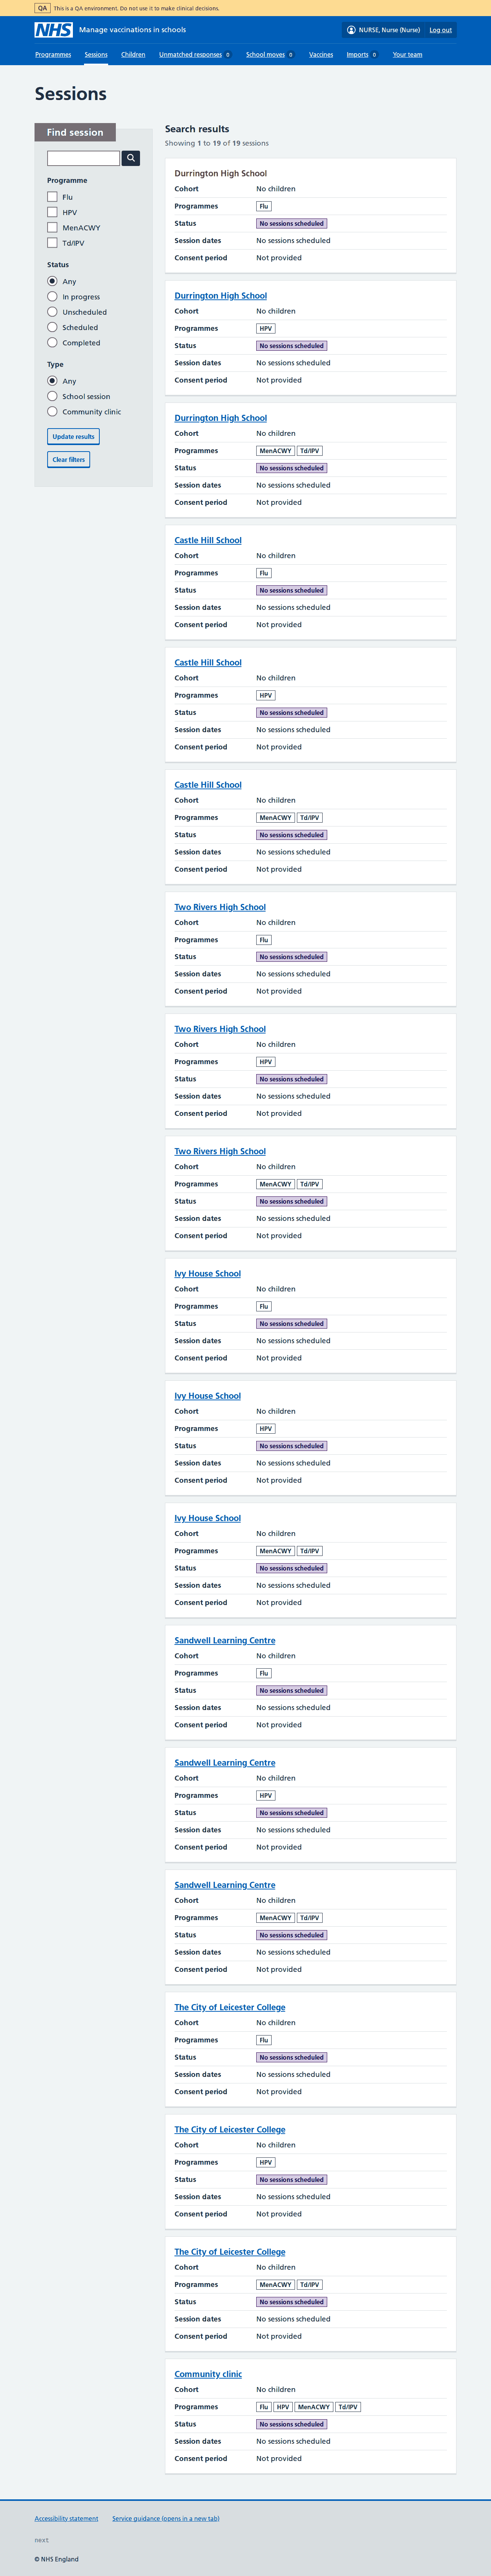 QA This is a QA environment. Do not use it to make clinical decisions.
NHS Manage vaccinations in schools NURSE, Nurse (Nurse) Log out
Programmes Sessions Children Unmatched responses 0 School moves 0 Vaccines Imports 0 Your team
Sessions
Find session
Programme
Flu
HPV
MenACWY
Td/IPV
Status
Any
In progress
Unscheduled
Scheduled
Completed
Type
Any
School session
Community clinic
Update results
Clear filters
Search results
Showing 1 to 19 of 19 sessions
Durrington High School
Cohort No children
Programmes Flu
Status No sessions scheduled
Session dates No sessions scheduled
Consent period Not provided
Durrington High School
Cohort No children
Programmes HPV
Status No sessions scheduled
Session dates No sessions scheduled
Consent period Not provided
Durrington High School
Cohort No children
Programmes MenACWY Td/IPV
Status No sessions scheduled
Session dates No sessions scheduled
Consent period Not provided
Castle Hill School
Cohort No children
Programmes Flu
Status No sessions scheduled
Session dates No sessions scheduled
Consent period Not provided
Castle Hill School
Cohort No children
Programmes HPV
Status No sessions scheduled
Session dates No sessions scheduled
Consent period Not provided
Castle Hill School
Cohort No children
Programmes MenACWY Td/IPV
Status No sessions scheduled
Session dates No sessions scheduled
Consent period Not provided
Two Rivers High School
Cohort No children
Programmes Flu
Status No sessions scheduled
Session dates No sessions scheduled
Consent period Not provided
Two Rivers High School
Cohort No children
Programmes HPV
Status No sessions scheduled
Session dates No sessions scheduled
Consent period Not provided
Two Rivers High School
Cohort No children
Programmes MenACWY Td/IPV
Status No sessions scheduled
Session dates No sessions scheduled
Consent period Not provided
Ivy House School
Cohort No children
Programmes Flu
Status No sessions scheduled
Session dates No sessions scheduled
Consent period Not provided
Ivy House School
Cohort No children
Programmes HPV
Status No sessions scheduled
Session dates No sessions scheduled
Consent period Not provided
Ivy House School
Cohort No children
Programmes MenACWY Td/IPV
Status No sessions scheduled
Session dates No sessions scheduled
Consent period Not provided
Sandwell Learning Centre
Cohort No children
Programmes Flu
Status No sessions scheduled
Session dates No sessions scheduled
Consent period Not provided
Sandwell Learning Centre
Cohort No children
Programmes HPV
Status No sessions scheduled
Session dates No sessions scheduled
Consent period Not provided
Sandwell Learning Centre
Cohort No children
Programmes MenACWY Td/IPV
Status No sessions scheduled
Session dates No sessions scheduled
Consent period Not provided
The City of Leicester College
Cohort No children
Programmes Flu
Status No sessions scheduled
Session dates No sessions scheduled
Consent period Not provided
The City of Leicester College
Cohort No children
Programmes HPV
Status No sessions scheduled
Session dates No sessions scheduled
Consent period Not provided
The City of Leicester College
Cohort No children
Programmes MenACWY Td/IPV
Status No sessions scheduled
Session dates No sessions scheduled
Consent period Not provided
Community clinic
Cohort No children
Programmes Flu HPV MenACWY Td/IPV
Status No sessions scheduled
Session dates No sessions scheduled
Consent period Not provided
Accessibility statement Service guidance (opens in a new tab)
next
© NHS England